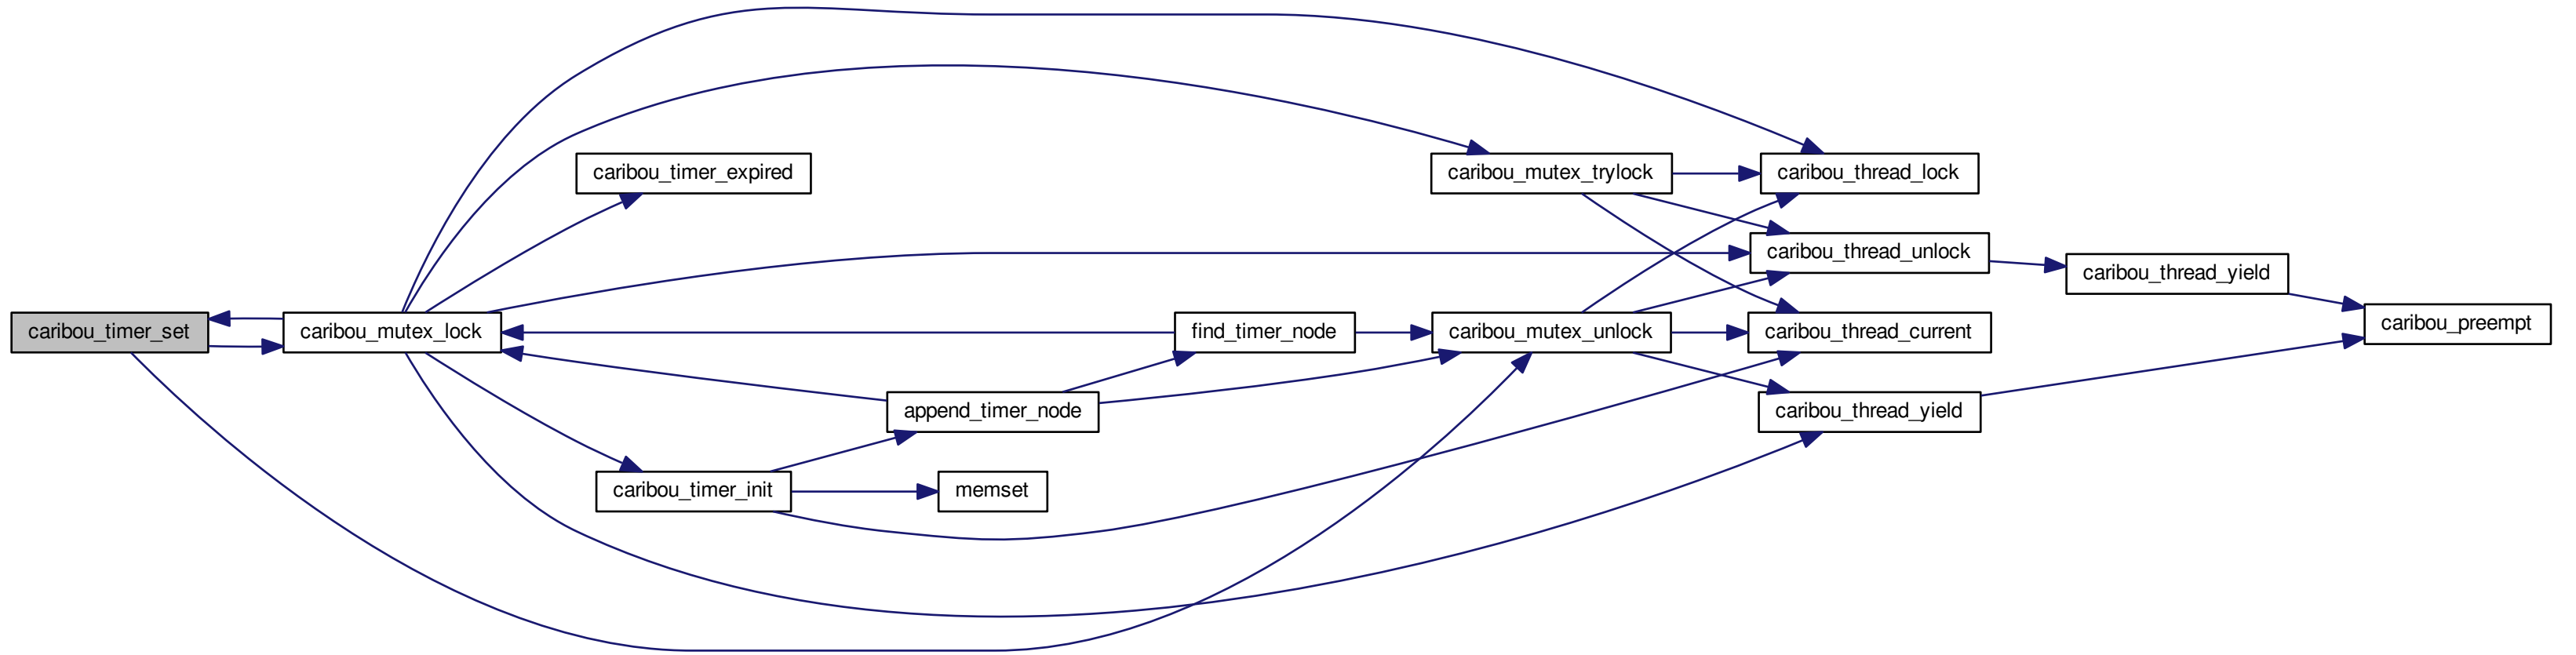 caribou_timer_expired
caribou_mutex_trylock
caribou_thread_lock
caribou_thread_unlock
caribou_thread_yield
caribou_timer_set
caribou_mutex_lock
find_timer_node
caribou_mutex_unlock
caribou_thread_current
caribou_preempt
append_timer_node
caribou_thread_yield
caribou_timer_init
memset